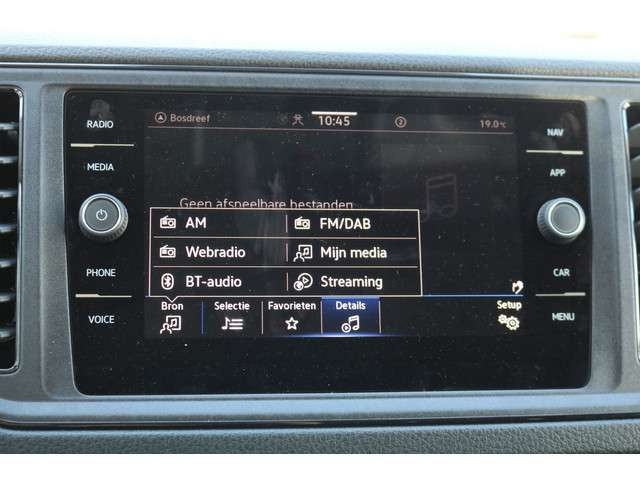 RADIO
MEDIA
PHONE
VOICE
Bosdreef 10:45 2 19.0°C
Geen afspeelbare bestanden
AM FM/DAB
Webradio Mijn media
BT-audio Streaming
Bron Selectie Favorieten Details Setup
NAV
APP
CAR
MENU